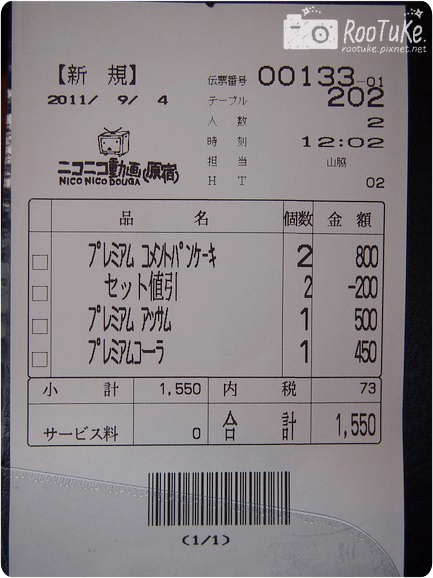 RooTuKe.
rootuke.pixnet.net
【新 規】 伝票番号 00133-01
2011/ 9/ 4 テーブル 202
人 数 2
時 刻 12:02
担 当 山脇
H T 02
ニコニコ動画(原宿)
NICO NICO DOUGA
品 名 個数 金 額
プレミアム コメントパンケーキ 2 800
セット値引 2 -200
プレミアム アッサム 1 500
プレミアムコーラ 1 450
小 計 1,550 内 税 73
サービス料 0 合 計 1,550
(1/1)